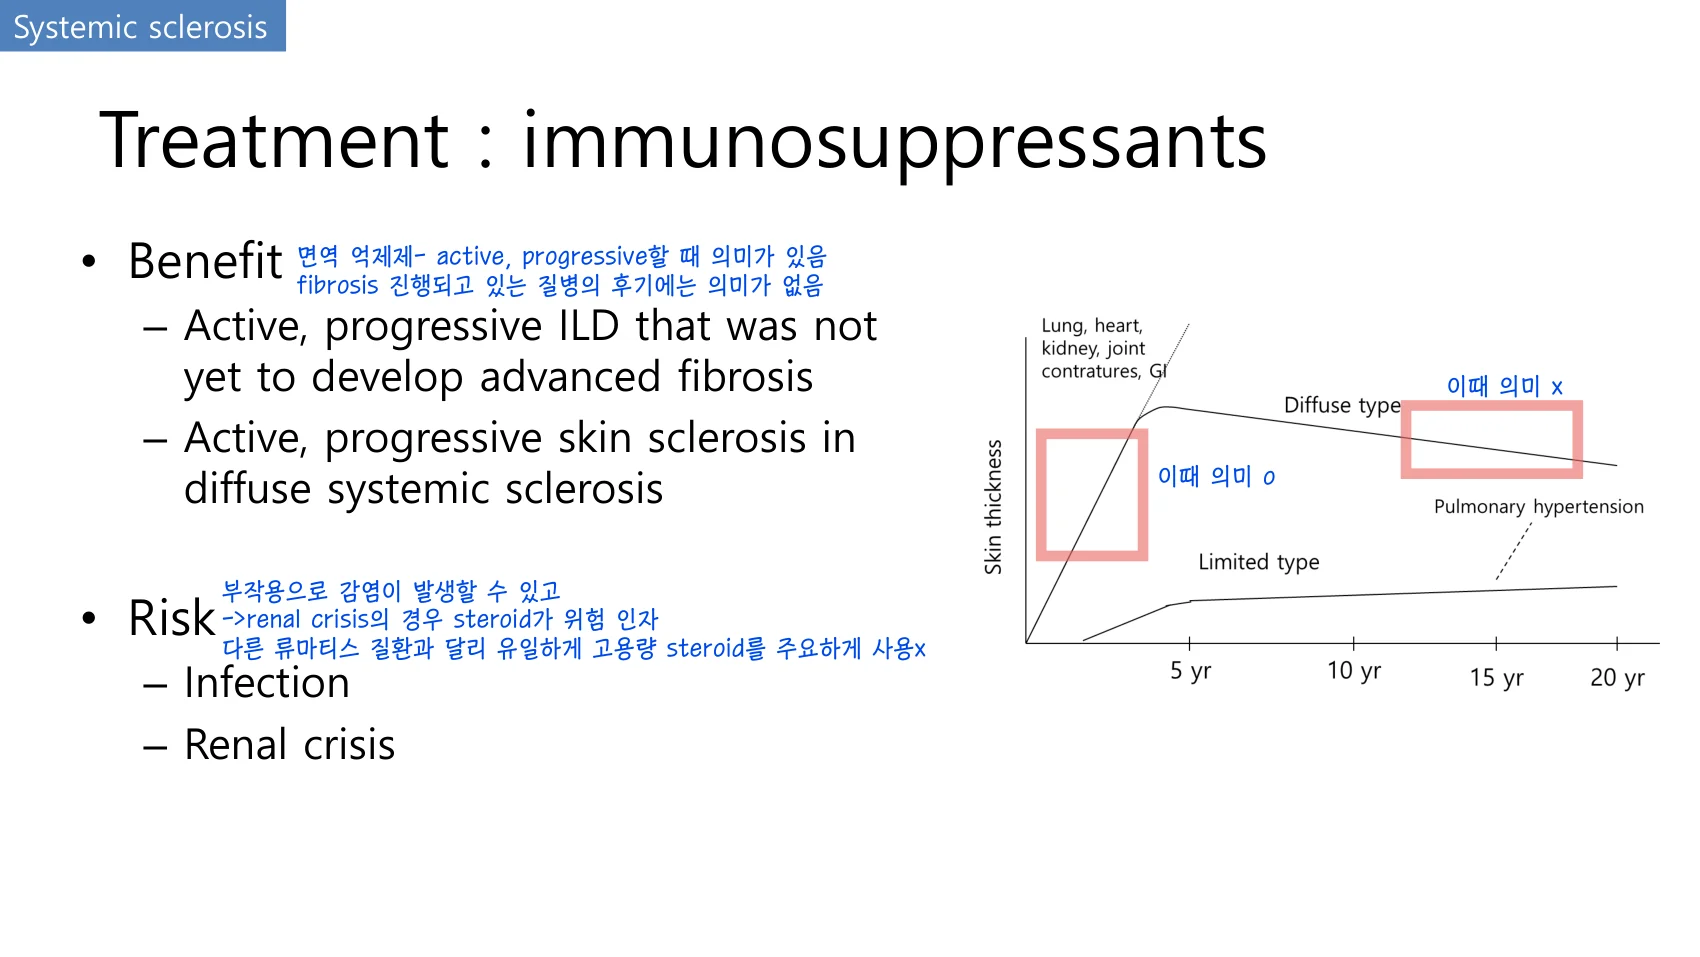 Systemic sclerosis
Treatment : immunosuppressants
• Benefit
면역 억제제- active, progressive할 때 의미가 있음
fibrosis 진행되고 있는 질병의 후기에는 의미가 없음
– Active, progressive ILD that was not
yet to develop advanced fibrosis
– Active, progressive skin sclerosis in
diffuse systemic sclerosis
• Risk
부작용으로 감염이 발생할 수 있고
->renal crisis의 경우 steroid가 위험 인자
다른 류마티스 질환과 달리 유일하게 고용량 steroid를 주요하게 사용x
– Infection
– Renal crisis
Lung, heart,
kidney, joint
contratures, GI
이때 의미 x
Diffuse type
이때 의미 o
Skin thickness
Pulmonary hypertension
Limited type
5 yr
10 yr
15 yr
20 yr